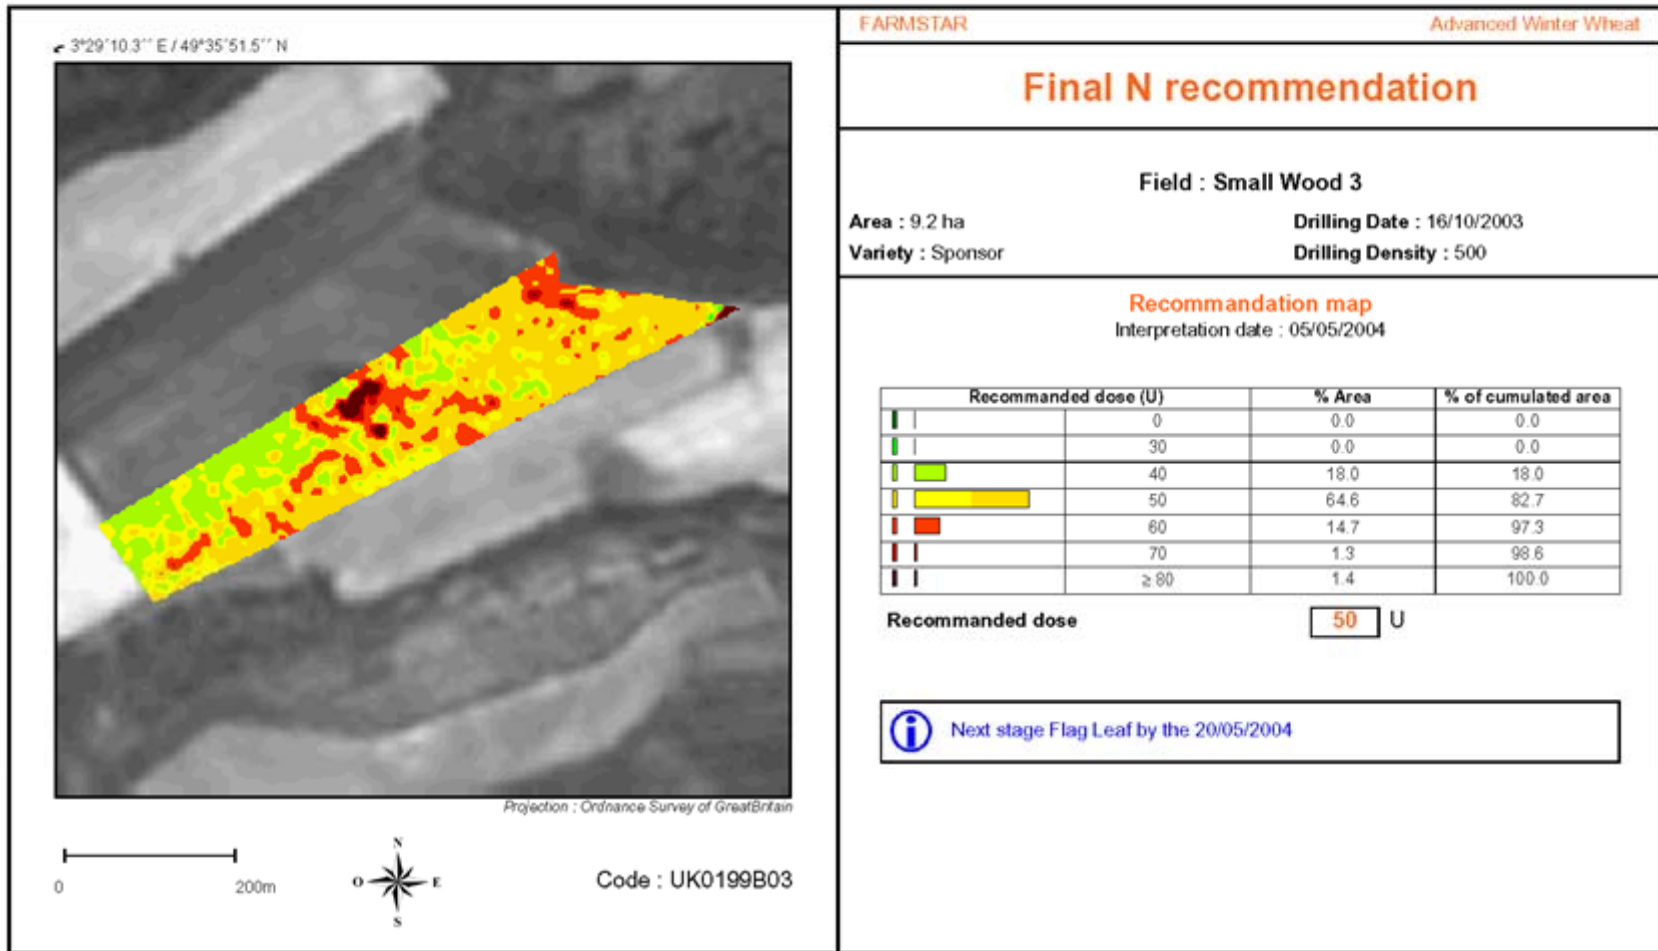 3°29´10.3´´ E / 49°35´51.5´´ N
Projection : Ordnance Survey of GreatBritain
0 200m
N
O E
S
Code : UK0199B03
FARMSTAR Advanced Winter Wheat
Final N recommendation
Field : Small Wood 3
Area : 9.2 ha Drilling Date : 16/10/2003
Variety : Sponsor Drilling Density : 500
Recommandation map
Interpretation date : 05/05/2004
Recommanded dose (U) % Area % of cumulated area
0 0.0 0.0
30 0.0 0.0
40 18.0 18.0
50 64.6 82.7
60 14.7 97.3
70 1.3 98.6
≥ 80 1.4 100.0
Recommanded dose 50 U
i Next stage Flag Leaf by the 20/05/2004